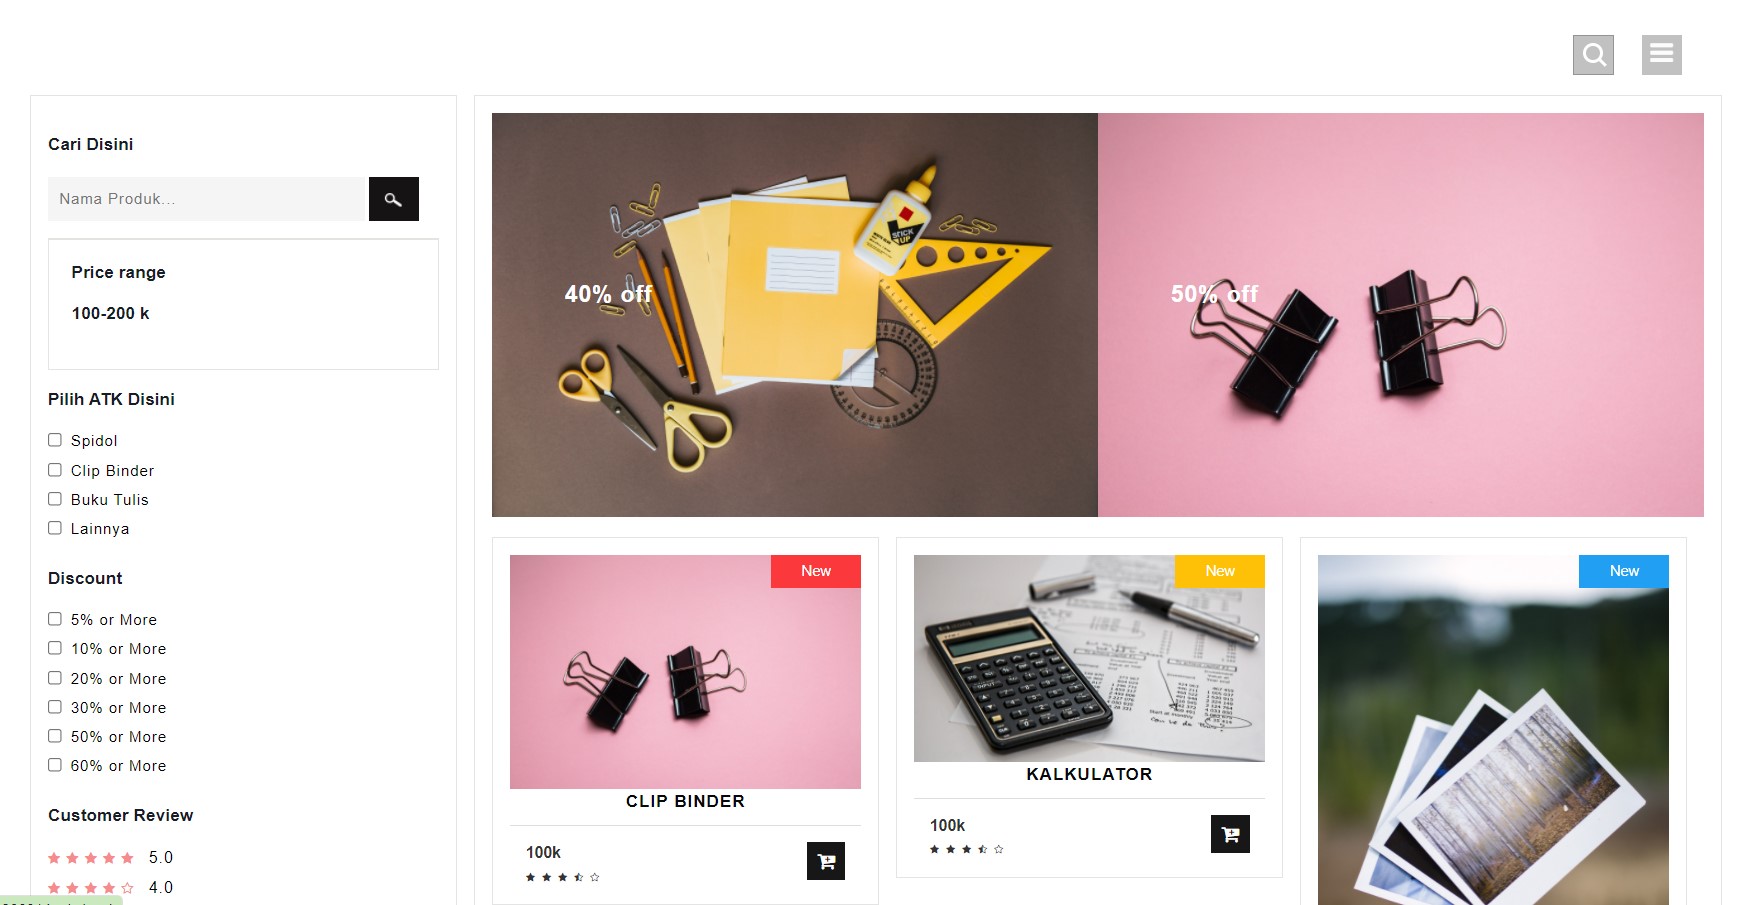 Cari Disini
Nama Produk...
Price range
100-200 k
Pilih ATK Disini
Spidol
Clip Binder
Buku Tulis
Lainnya
Discount
5% or More
10% or More
20% or More
30% or More
50% or More
60% or More
Customer Review
5.0
4.0
40% off
STICK
UP
50% off
New
CLIP BINDER
100k
New
KALKULATOR
100k
New